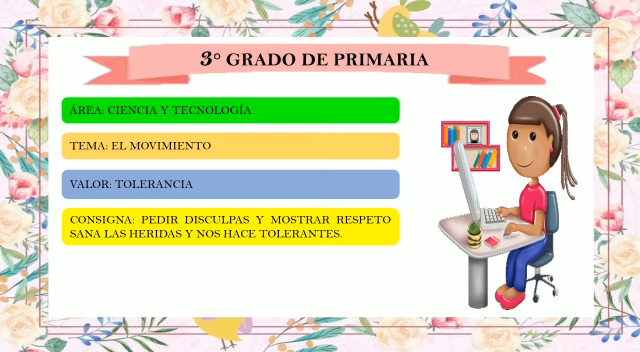 3° GRADO DE PRIMARIA
ÁREA: CIENCIA Y TECNOLOGÍA
TEMA: EL MOVIMIENTO
VALOR: TOLERANCIA
CONSIGNA: PEDIR DISCULPAS Y MOSTRAR RESPETO
SANA LAS HERIDAS Y NOS HACE TOLERANTES.